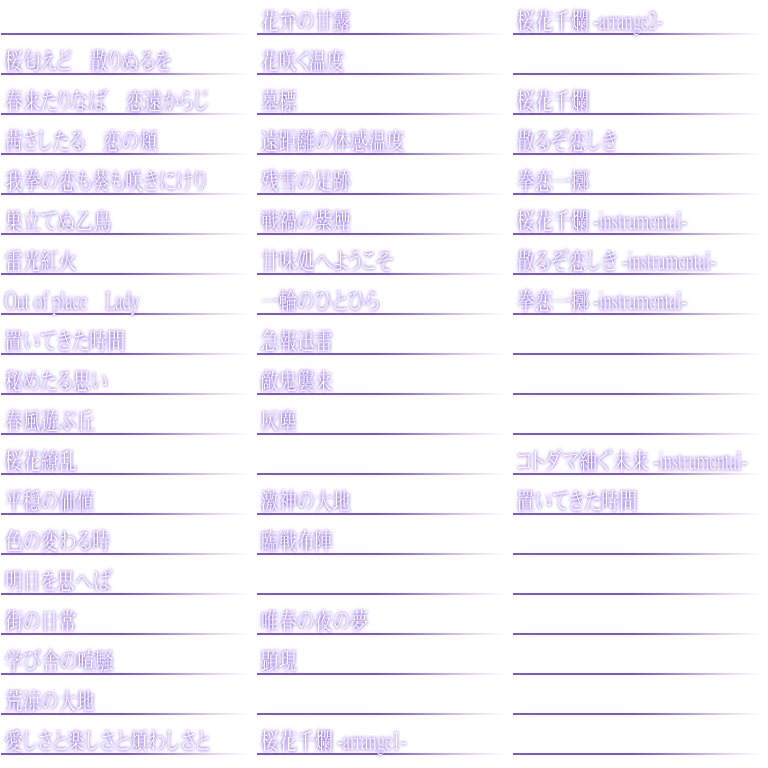 桜匂えど　散りぬるを
春来たりなば　恋遠からじ
茜さしたる　恋の頬
我拳の恋も葵も咲きにけり
巣立てぬ乙鳥
雷光紅火
Out of place　Lady
置いてきた時間
秘めたる思い
春風遊ぶ丘
桜花繚乱
平穏の価値
色の変わる時
明日を思へば
街の日常
学び舎の喧騒
荒涼の大地
愛しさと楽しさと煩わしさと
花弁の甘露
花咲く温度
墓標
遠距離の体感温度
残雪の足跡
戦禍の紫煙
甘味処へようこそ
一輪のひとひら
急報迅雷
敵鬼襲来
灰塵
激神の大地
臨戦布陣
唯春の夜の夢
顕現
桜花千爛 -arrange1-
桜花千爛 -arrange2-
桜花千爛
散るぞ恋しき
拳恋一擲
桜花千爛 -instrumental-
散るぞ恋しき -instrumental-
拳恋一擲 -instrumental-
コトダマ紬ぐ未来 -instrumental-
置いてきた時間